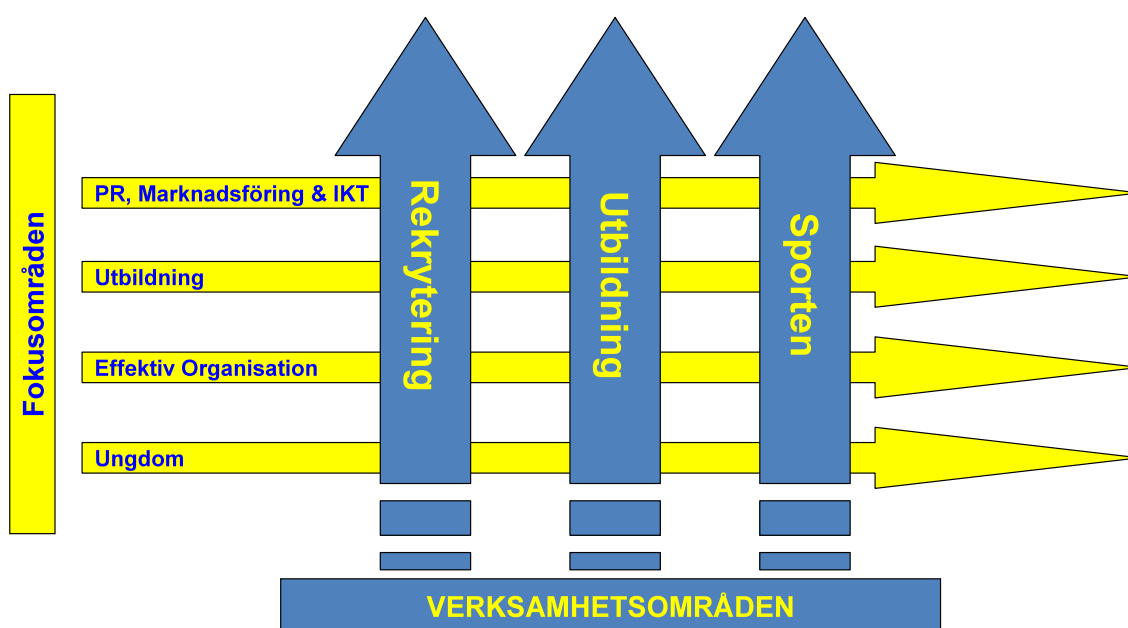 Fokusområden
PR, Marknadsföring & IKT
Utbildning
Effektiv Organisation
Ungdom
Rekrytering
Utbildning
Sporten
VERKSAMHETSOMRÅDEN